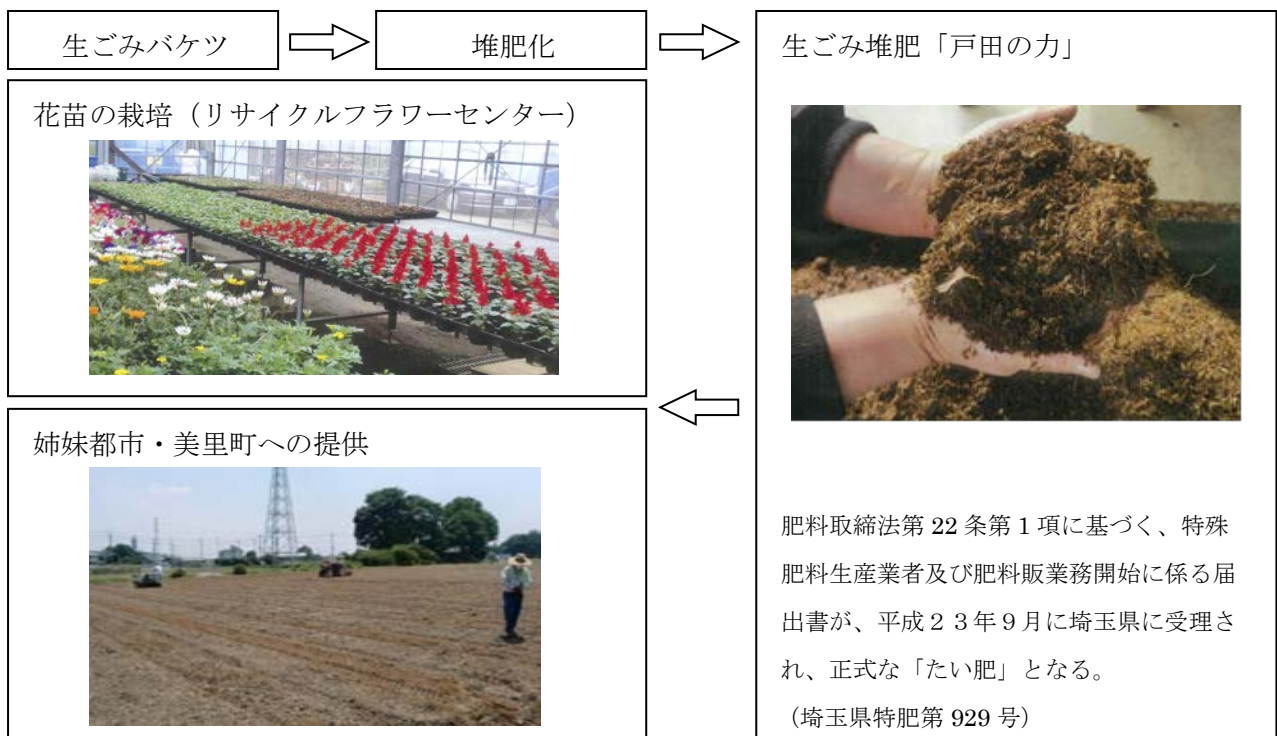 生ごみバケツ
堆肥化
生ごみ堆肥「戸田の力」
肥料取締法第 22 条第 1 項に基づく、特殊
肥料生産業者及び肥料販業務開始に係る届
出書が、平成２３年９月に埼玉県に受理さ
れ、正式な「たい肥」となる。
（埼玉県特肥第 929 号）
花苗の栽培（リサイクルフラワーセンター）
姉妹都市・美里町への提供